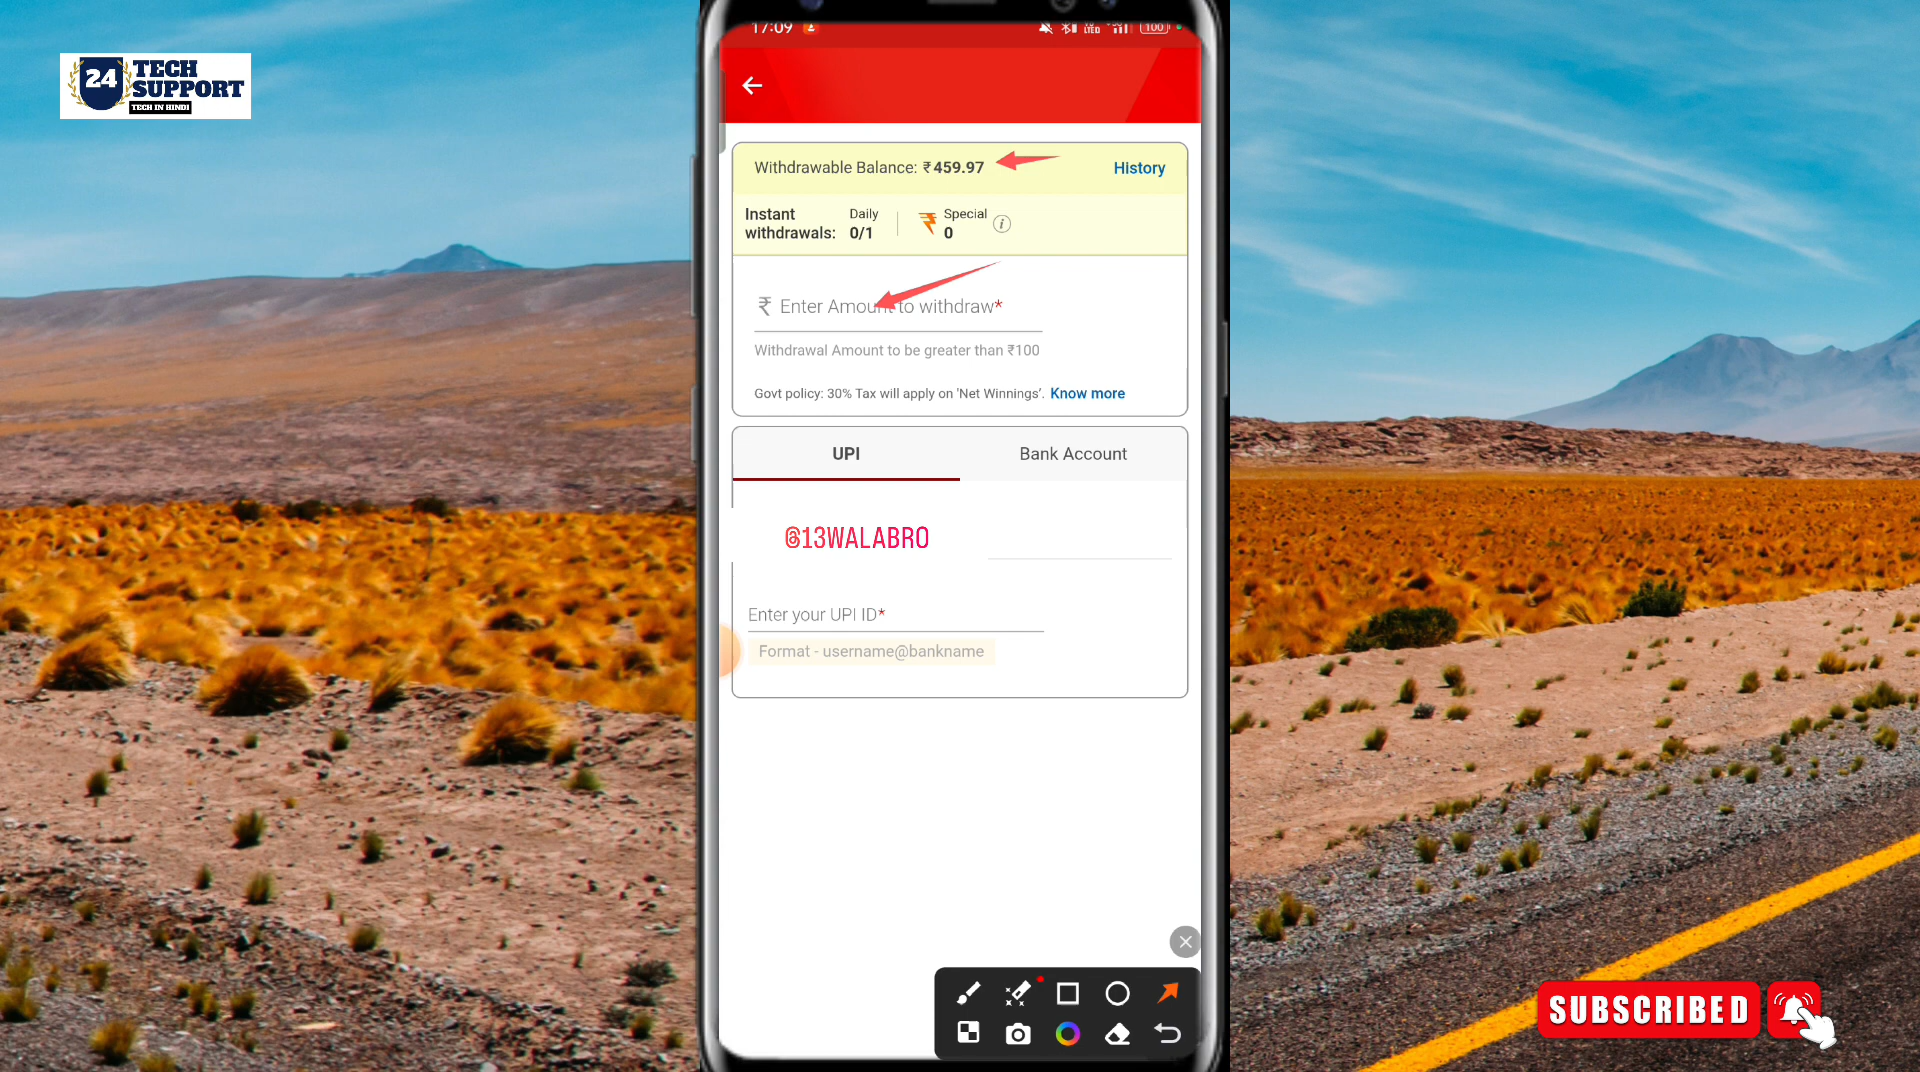 24 TECH
SUPPORT
TECH IN HINDI
17:09
100
Withdrawable Balance: ₹459.97
History
Instant
withdrawals:
Daily
0/1
Special
0
₹ Enter Amount to withdraw*
Withdrawal Amount to be greater than ₹100
Govt policy: 30% Tax will apply on 'Net Winnings'. Know more
UPI
Bank Account
@13WALABRO
Enter your UPI ID*
Format - username@bankname
SUBSCRIBED